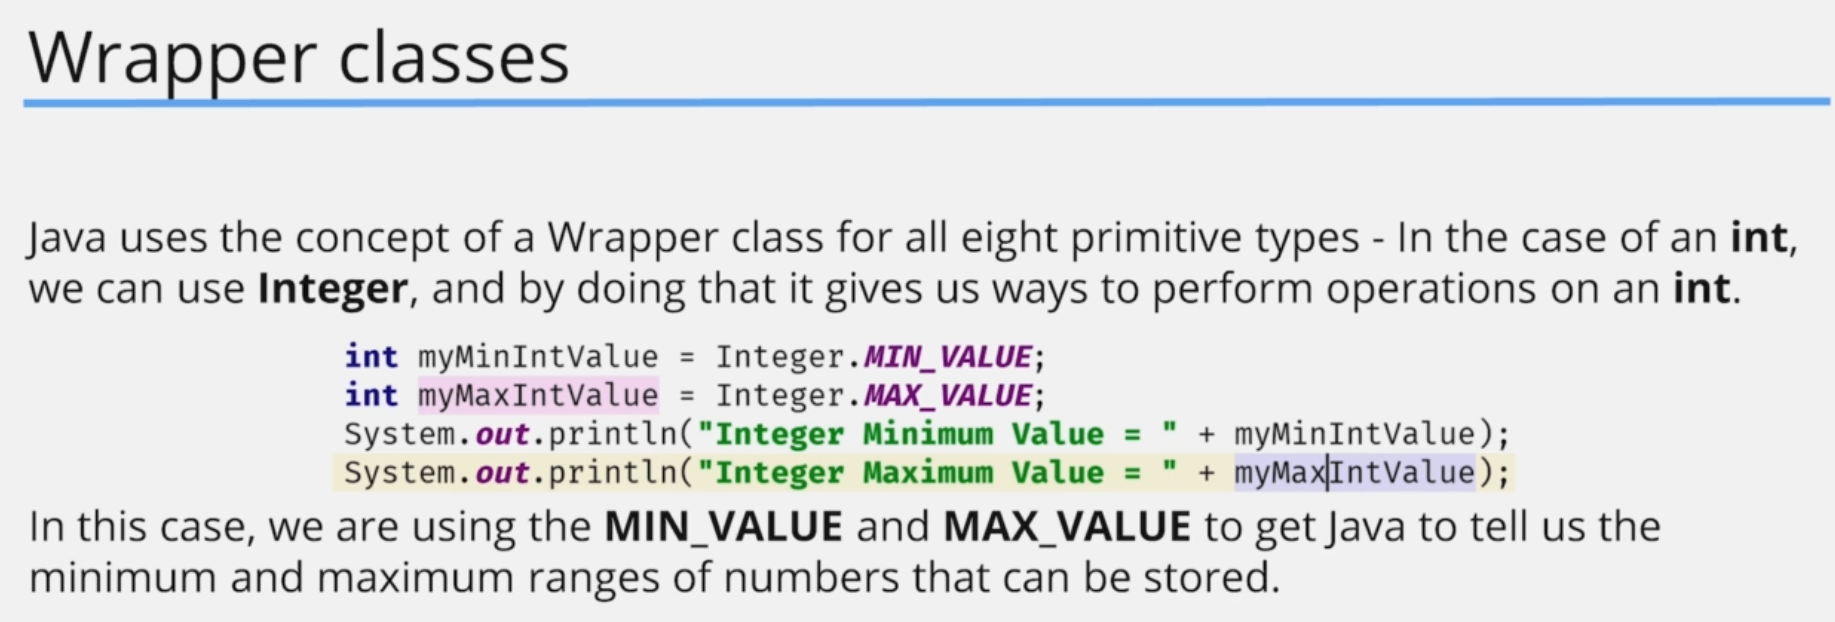 Wrapper classes
Java uses the concept of a Wrapper class for all eight primitive types - In the case of an int,
we can use Integer, and by doing that it gives us ways to perform operations on an int.
int myMinIntValue = Integer.MIN_VALUE;
int myMaxIntValue = Integer.MAX_VALUE;
System.out.println("Integer Minimum Value = " + myMinIntValue);
System.out.println("Integer Maximum Value = " + myMaxIntValue);
In this case, we are using the MIN_VALUE and MAX_VALUE to get Java to tell us the
minimum and maximum ranges of numbers that can be stored.